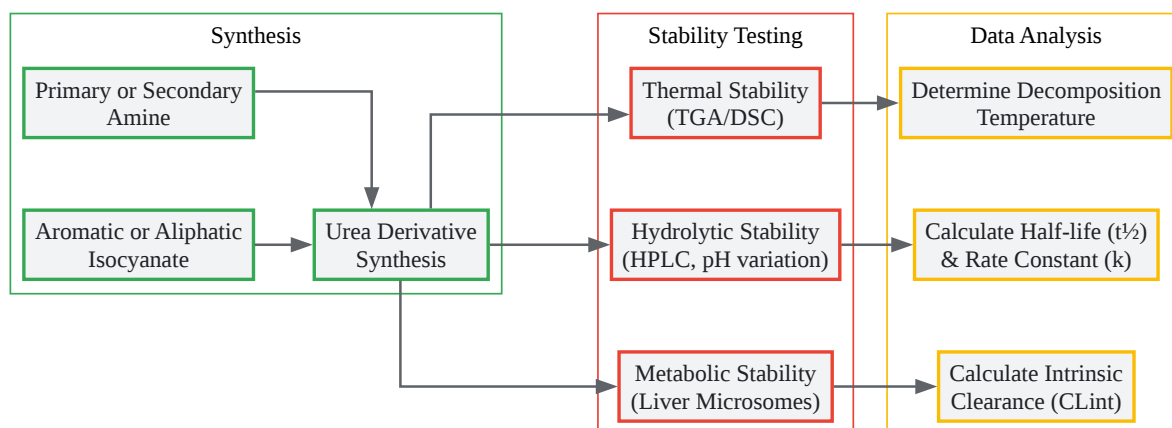 Synthesis
Primary or Secondary
Amine
Aromatic or Aliphatic
Isocyanate
Urea Derivative
Synthesis
Stability Testing
Thermal Stability
(TGA/DSC)
Hydrolytic Stability
(HPLC, pH variation)
Metabolic Stability
(Liver Microsomes)
Data Analysis
Determine Decomposition
Temperature
Calculate Half-life (t½)
& Rate Constant (k)
Calculate Intrinsic
Clearance (CLint)